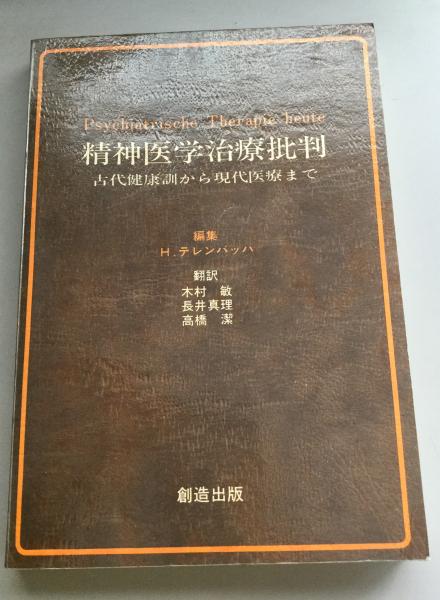 Psychiatrische Therapie heute
精神医学治療批判
古代健康訓から現代医療まで
編集
H.テレンバッハ
翻訳
木村 敏
長井真理
高橋 潔
創造出版